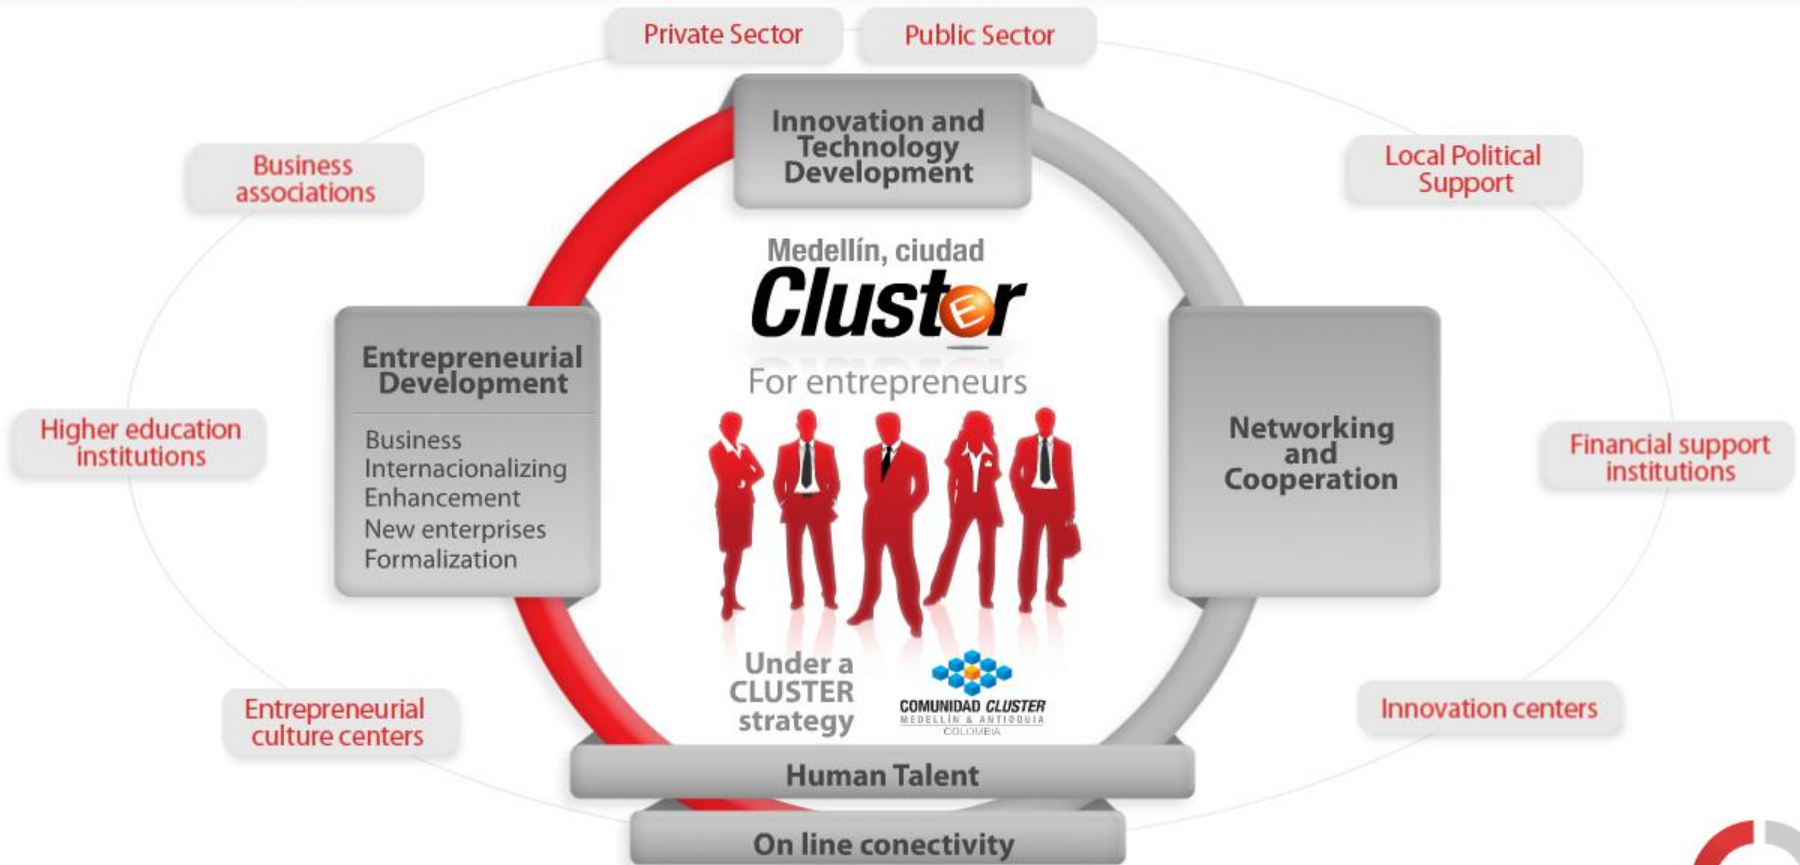 Private Sector
Public Sector
Innovation and
Technology
Development
Business
associations
Local Political
Support
Medellín, ciudad
Cluster
For entrepreneurs
Entrepreneurial
Development
Business
Internacionalizing
Enhancement
New enterprises
Formalization
Higher education
institutions
Networking
and
Cooperation
Financial support
institutions
Under a
CLUSTER
strategy
COMUNIDAD CLUSTER
MEDELLÍN & ANTIOQUIA
COLOMBIA
Entrepreneurial
culture centers
Innovation centers
Human Talent
On line conectivity